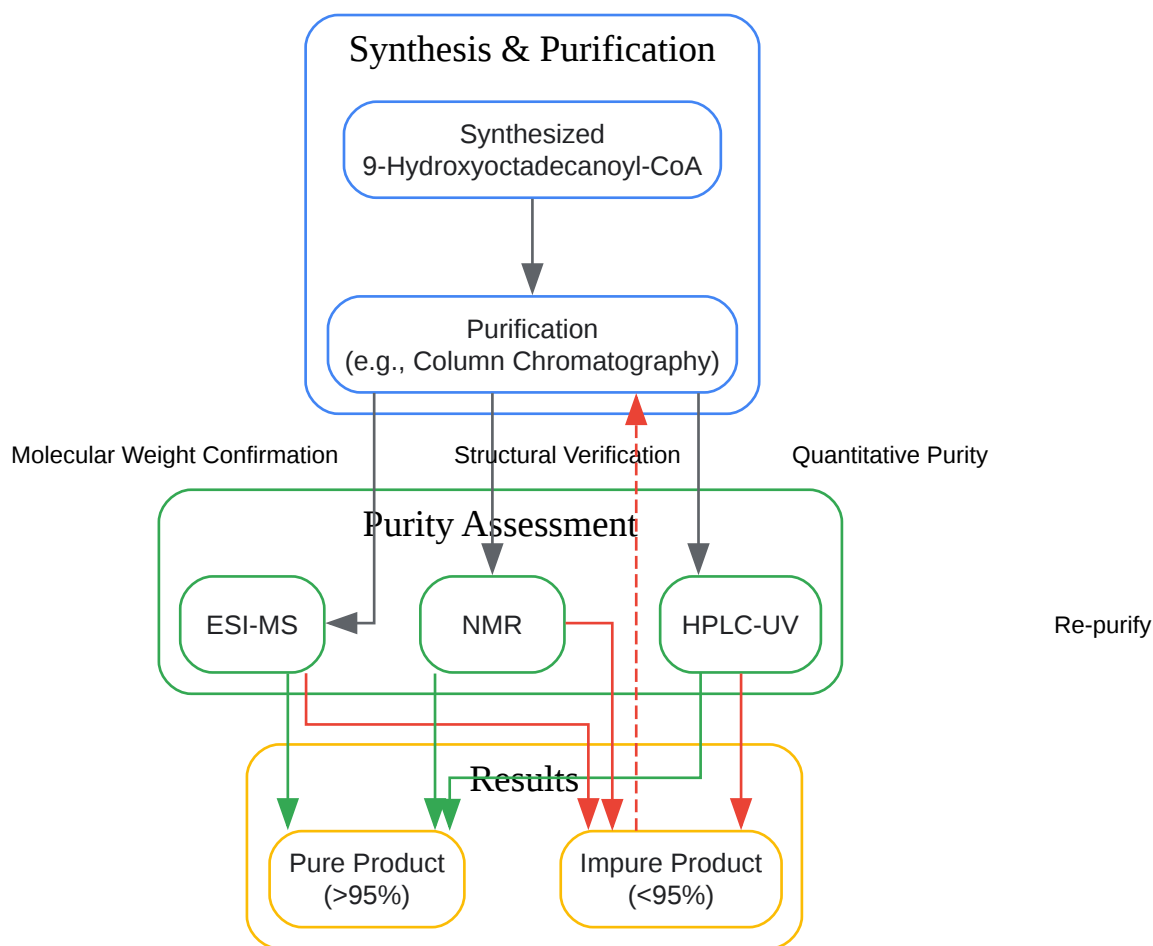 Synthesis & Purification
Synthesized
9-Hydroxyoctadecanoyl-CoA
Purification
(e.g., Column Chromatography)
Molecular Weight Confirmation
Structural Verification
Quantitative Purity
Purity Assessment
ESI-MS
NMR
HPLC-UV
Re-purify
Results
Pure Product
(>95%)
Impure Product
(<95%)